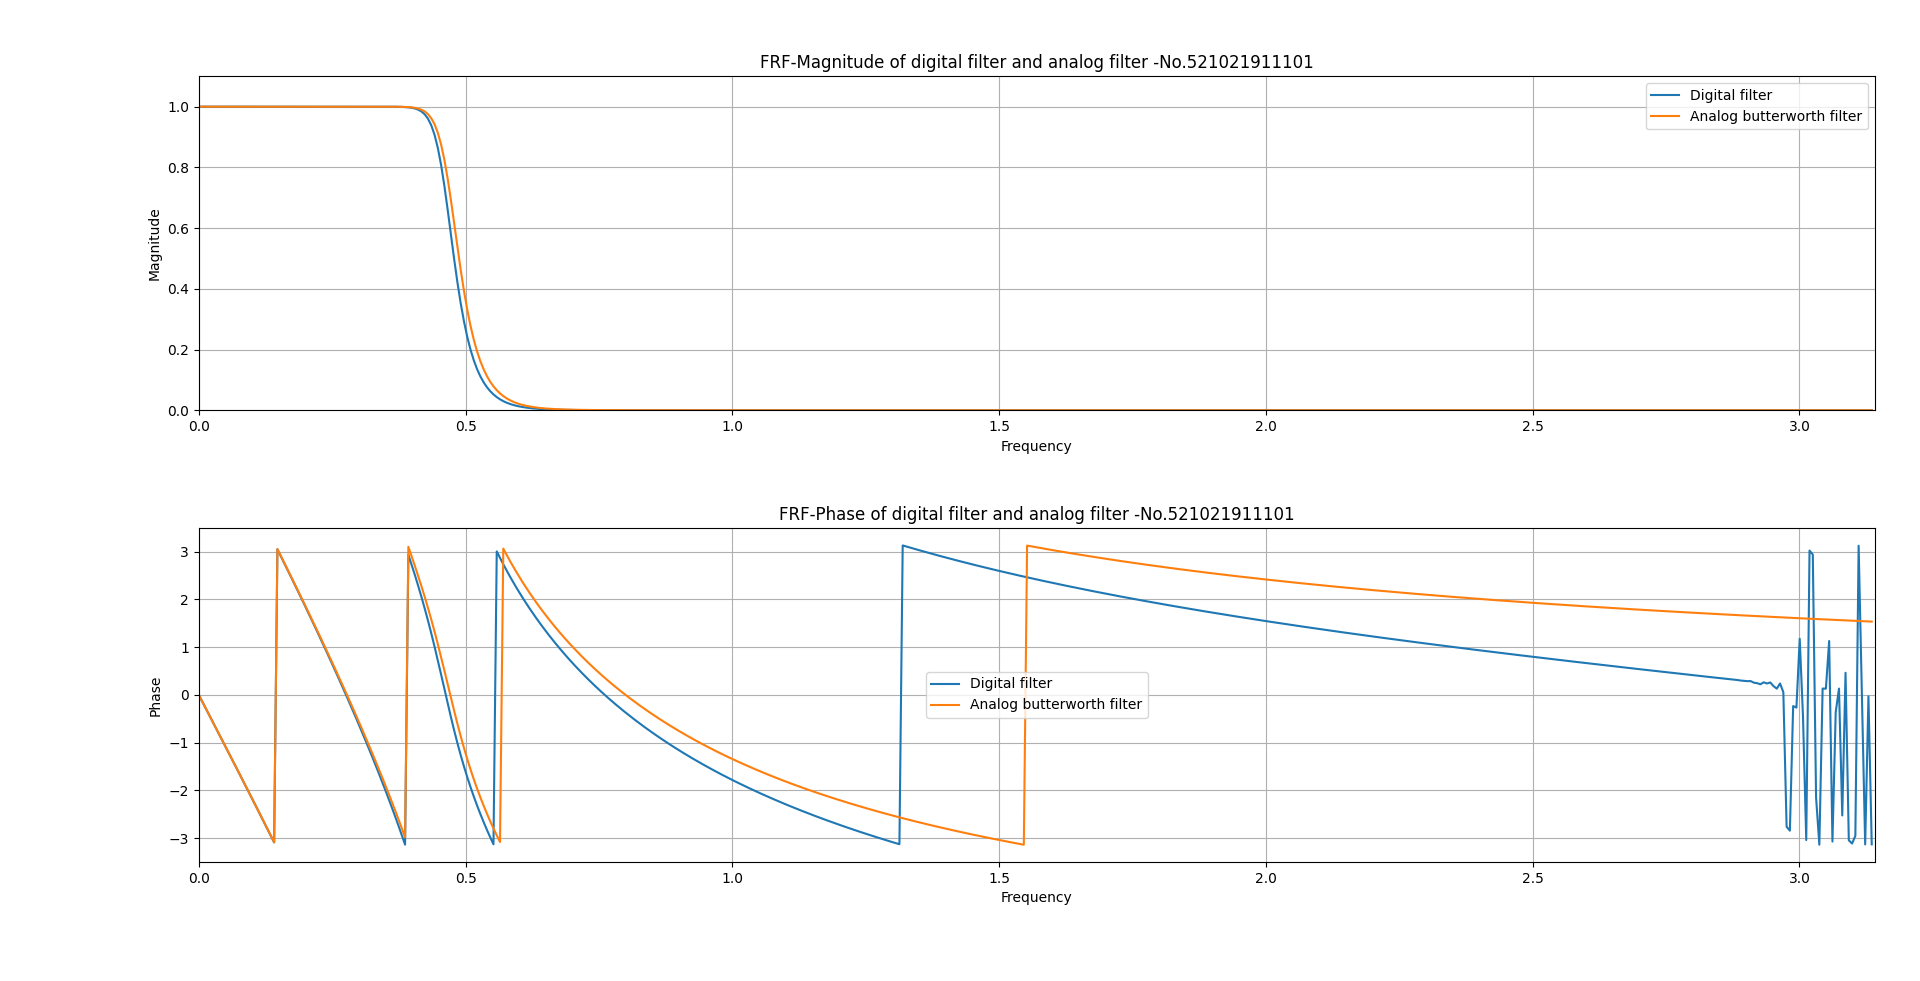 FRF-Magnitude of digital filter and analog filter -No.521021911101
Digital filter
Analog butterworth filter
Magnitude
1.0
0.8
0.6
0.4
0.2
0.0
0.0 0.5 1.0 1.5 2.0 2.5 3.0
Frequency
FRF-Phase of digital filter and analog filter -No.521021911101
Phase
3
2
1
0
−1
−2
−3
Digital filter
Analog butterworth filter
0.0 0.5 1.0 1.5 2.0 2.5 3.0
Frequency